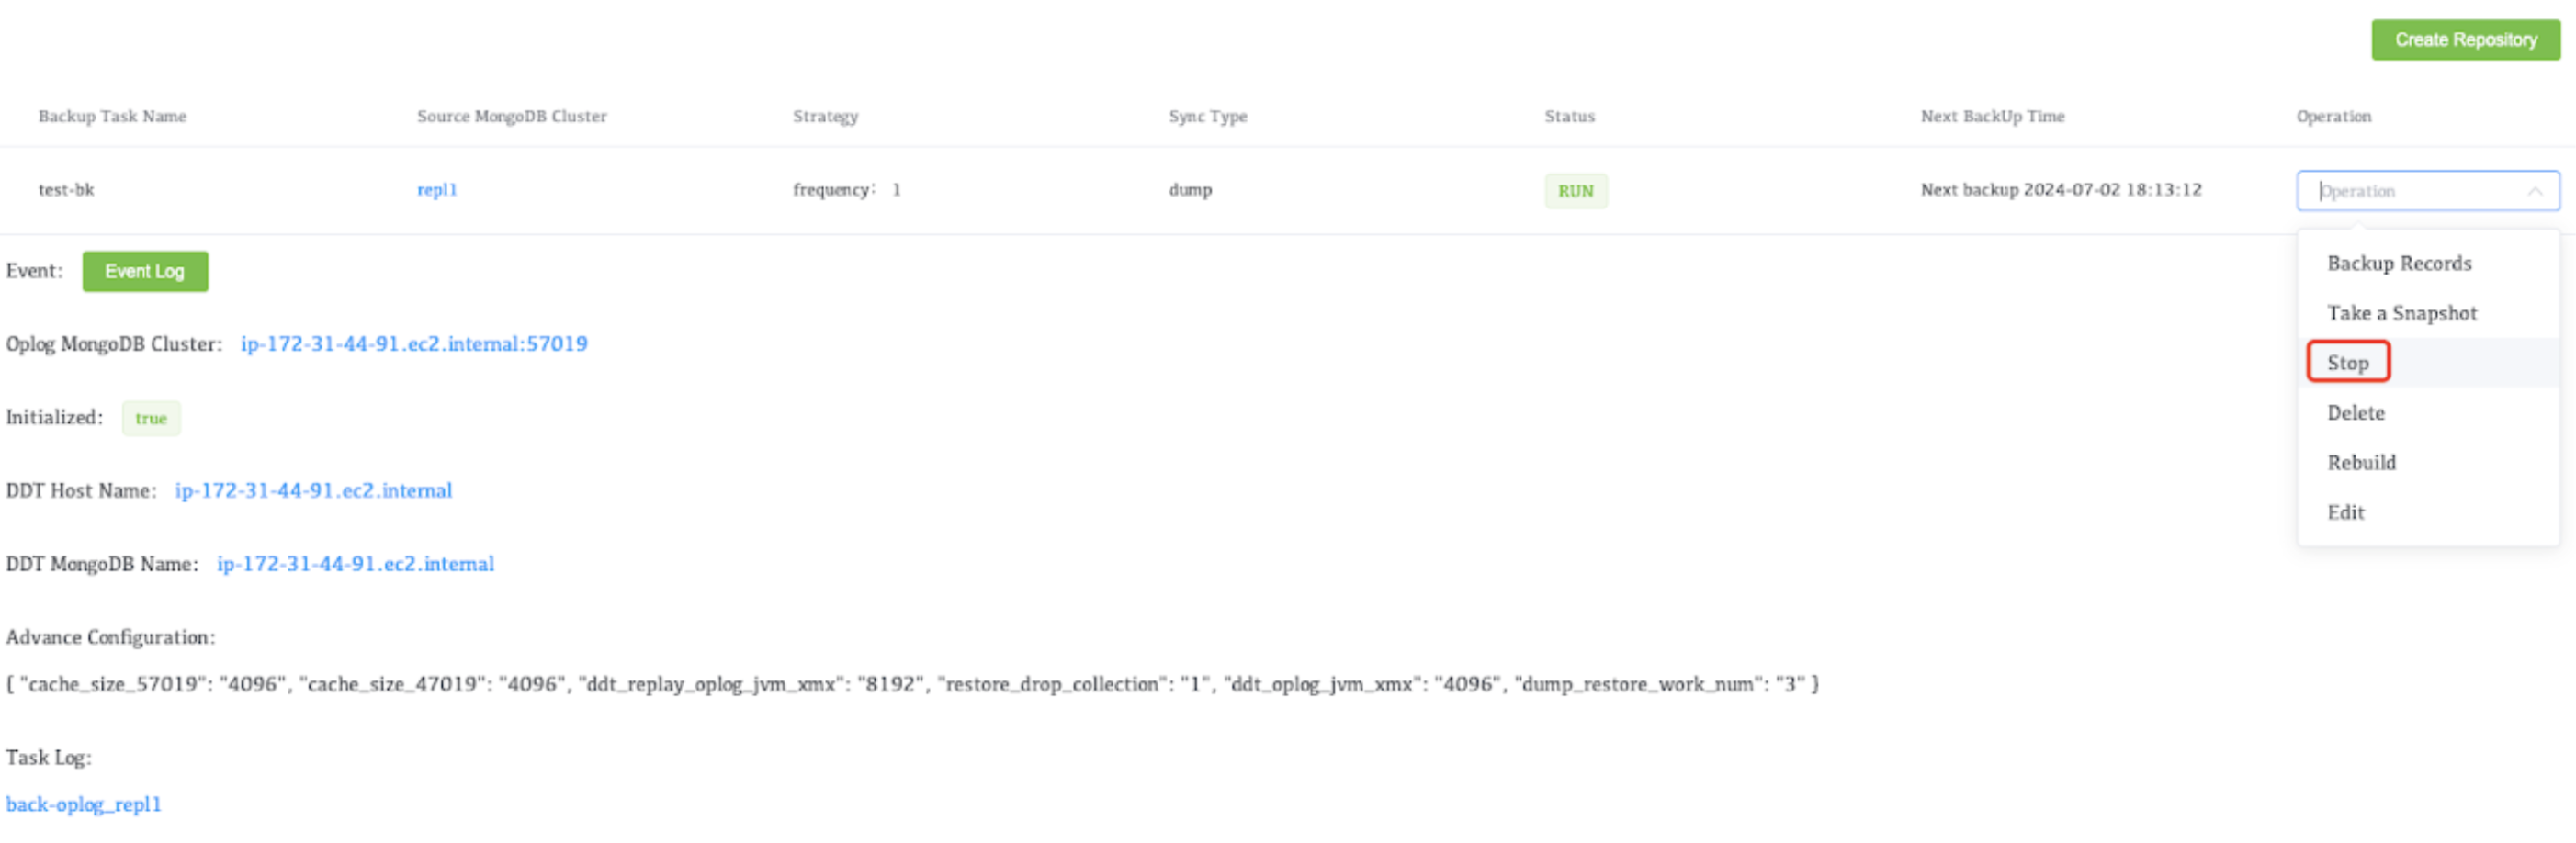 Create Repository
Backup Task Name Source MongoDB Cluster Strategy Sync Type Status Next BackUp Time Operation
test-bk repl1 frequency: 1 dump RUN Next backup 2024-07-02 18:13:12 Operation
Event: Event Log
Backup Records
Take a Snapshot
Oplog MongoDB Cluster: ip-172-31-44-91.ec2.internal:57019
Stop
Initialized: true
Delete
Rebuild
DDT Host Name: ip-172-31-44-91.ec2.internal
Edit
DDT MongoDB Name: ip-172-31-44-91.ec2.internal
Advance Configuration:
{ "cache_size_57019": "4096", "cache_size_47019": "4096", "ddt_replay_oplog_jvm_xmx": "8192", "restore_drop_collection": "1", "ddt_oplog_jvm_xmx": "4096", "dump_restore_work_num": "3" }
Task Log:
back-oplog_repl1